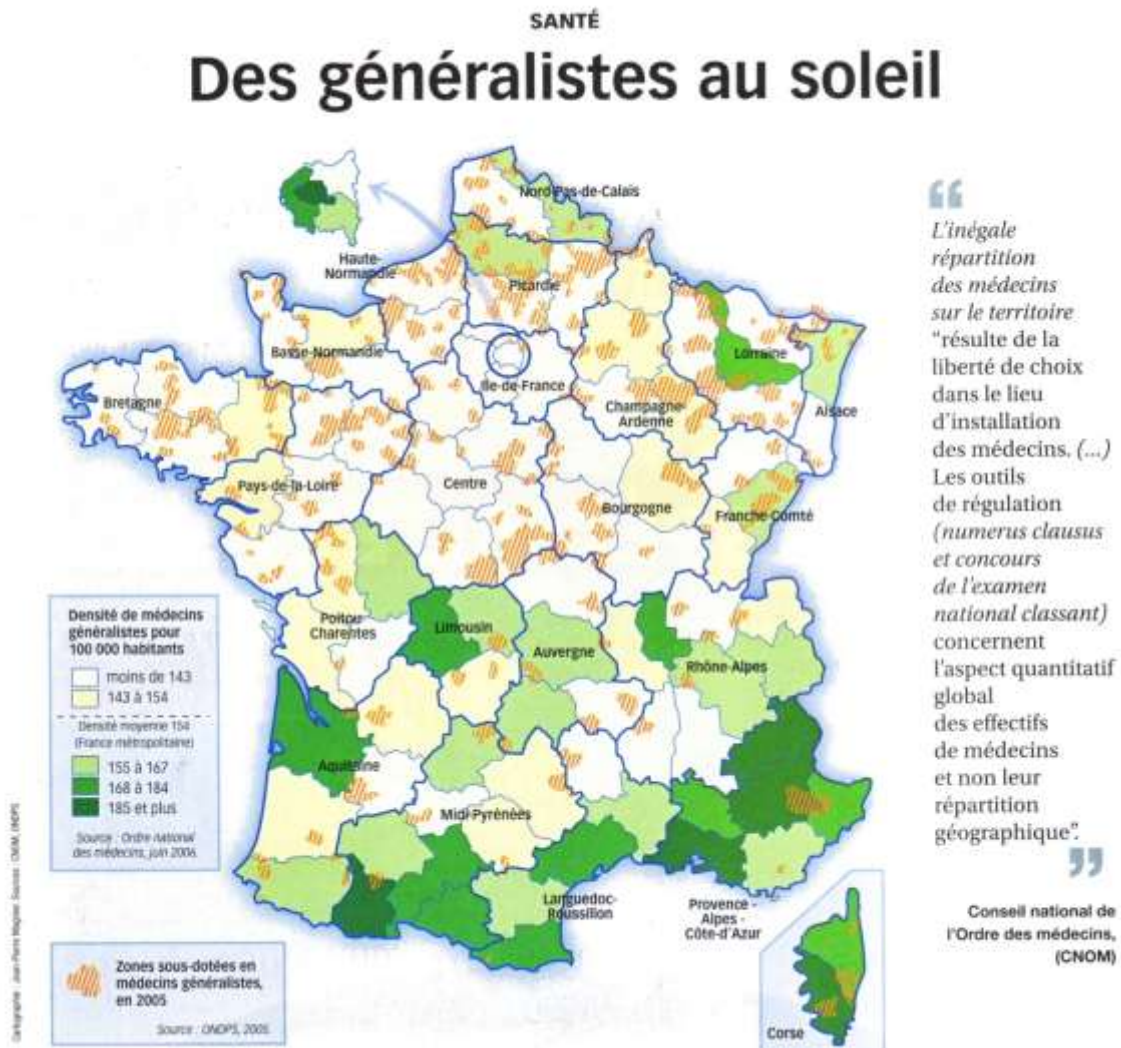 SANTÉ
Des généralistes au soleil
Nord-Pas-de-Calais
Haute-
Normandie
Picardie
Basse-Normandie
Ile-de-France
Lorraine
Champagne-
Ardenne
Alsace
Bretagne
Pays-de-la-Loire
Centre
Bourgogne
Franche-Comté
Poitou
Charentes
Limousin
Auvergne
Rhône-Alpes
Aquitaine
Midi-Pyrénées
Languedoc-
Roussillon
Provence -
Alpes -
Côte-d'Azur
Corse
Densité de médecins
généralistes pour
100 000 habitants
moins de 143
143 à 154
Densité moyenne 154
(France métropolitaine)
155 à 167
168 à 184
185 et plus
Source : Ordre national
des médecins, juin 2006.
Zones sous-dotées en
médecins généralistes,
en 2005
Source : ONDPS, 2005.
“
L'inégale
répartition
des médecins
sur le territoire
“résulte de la
liberté de choix
dans le lieu
d'installation
des médecins. (...)
Les outils
de régulation
(numerus clausus
et concours
de l'examen
national classant)
concernent
l'aspect quantitatif
global
des effectifs
de médecins
et non leur
répartition
géographique”.
”
Conseil national de
l'Ordre des médecins,
(CNOM)